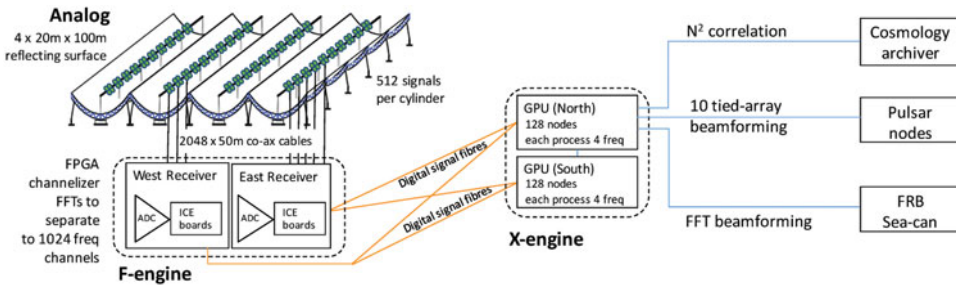 Analog
4 x 20m x 100m
reflecting surface
512 signals
per cylinder
2048 x 50m co-ax cables
FPGA
channelizer
FFTs to
separate
to 1024 freq
channels
West Receiver
East Receiver
ADC
ICE
boards
ADC
ICE
boards
F-engine
Digital signal fibres
Digital signal fibres
GPU (North)
128 nodes
each process 4 freq
GPU (South)
128 nodes
each process 4 freq
X-engine
N² correlation
10 tied-array
beamforming
FFT beamforming
Cosmology
archiver
Pulsar
nodes
FRB
Sea-can